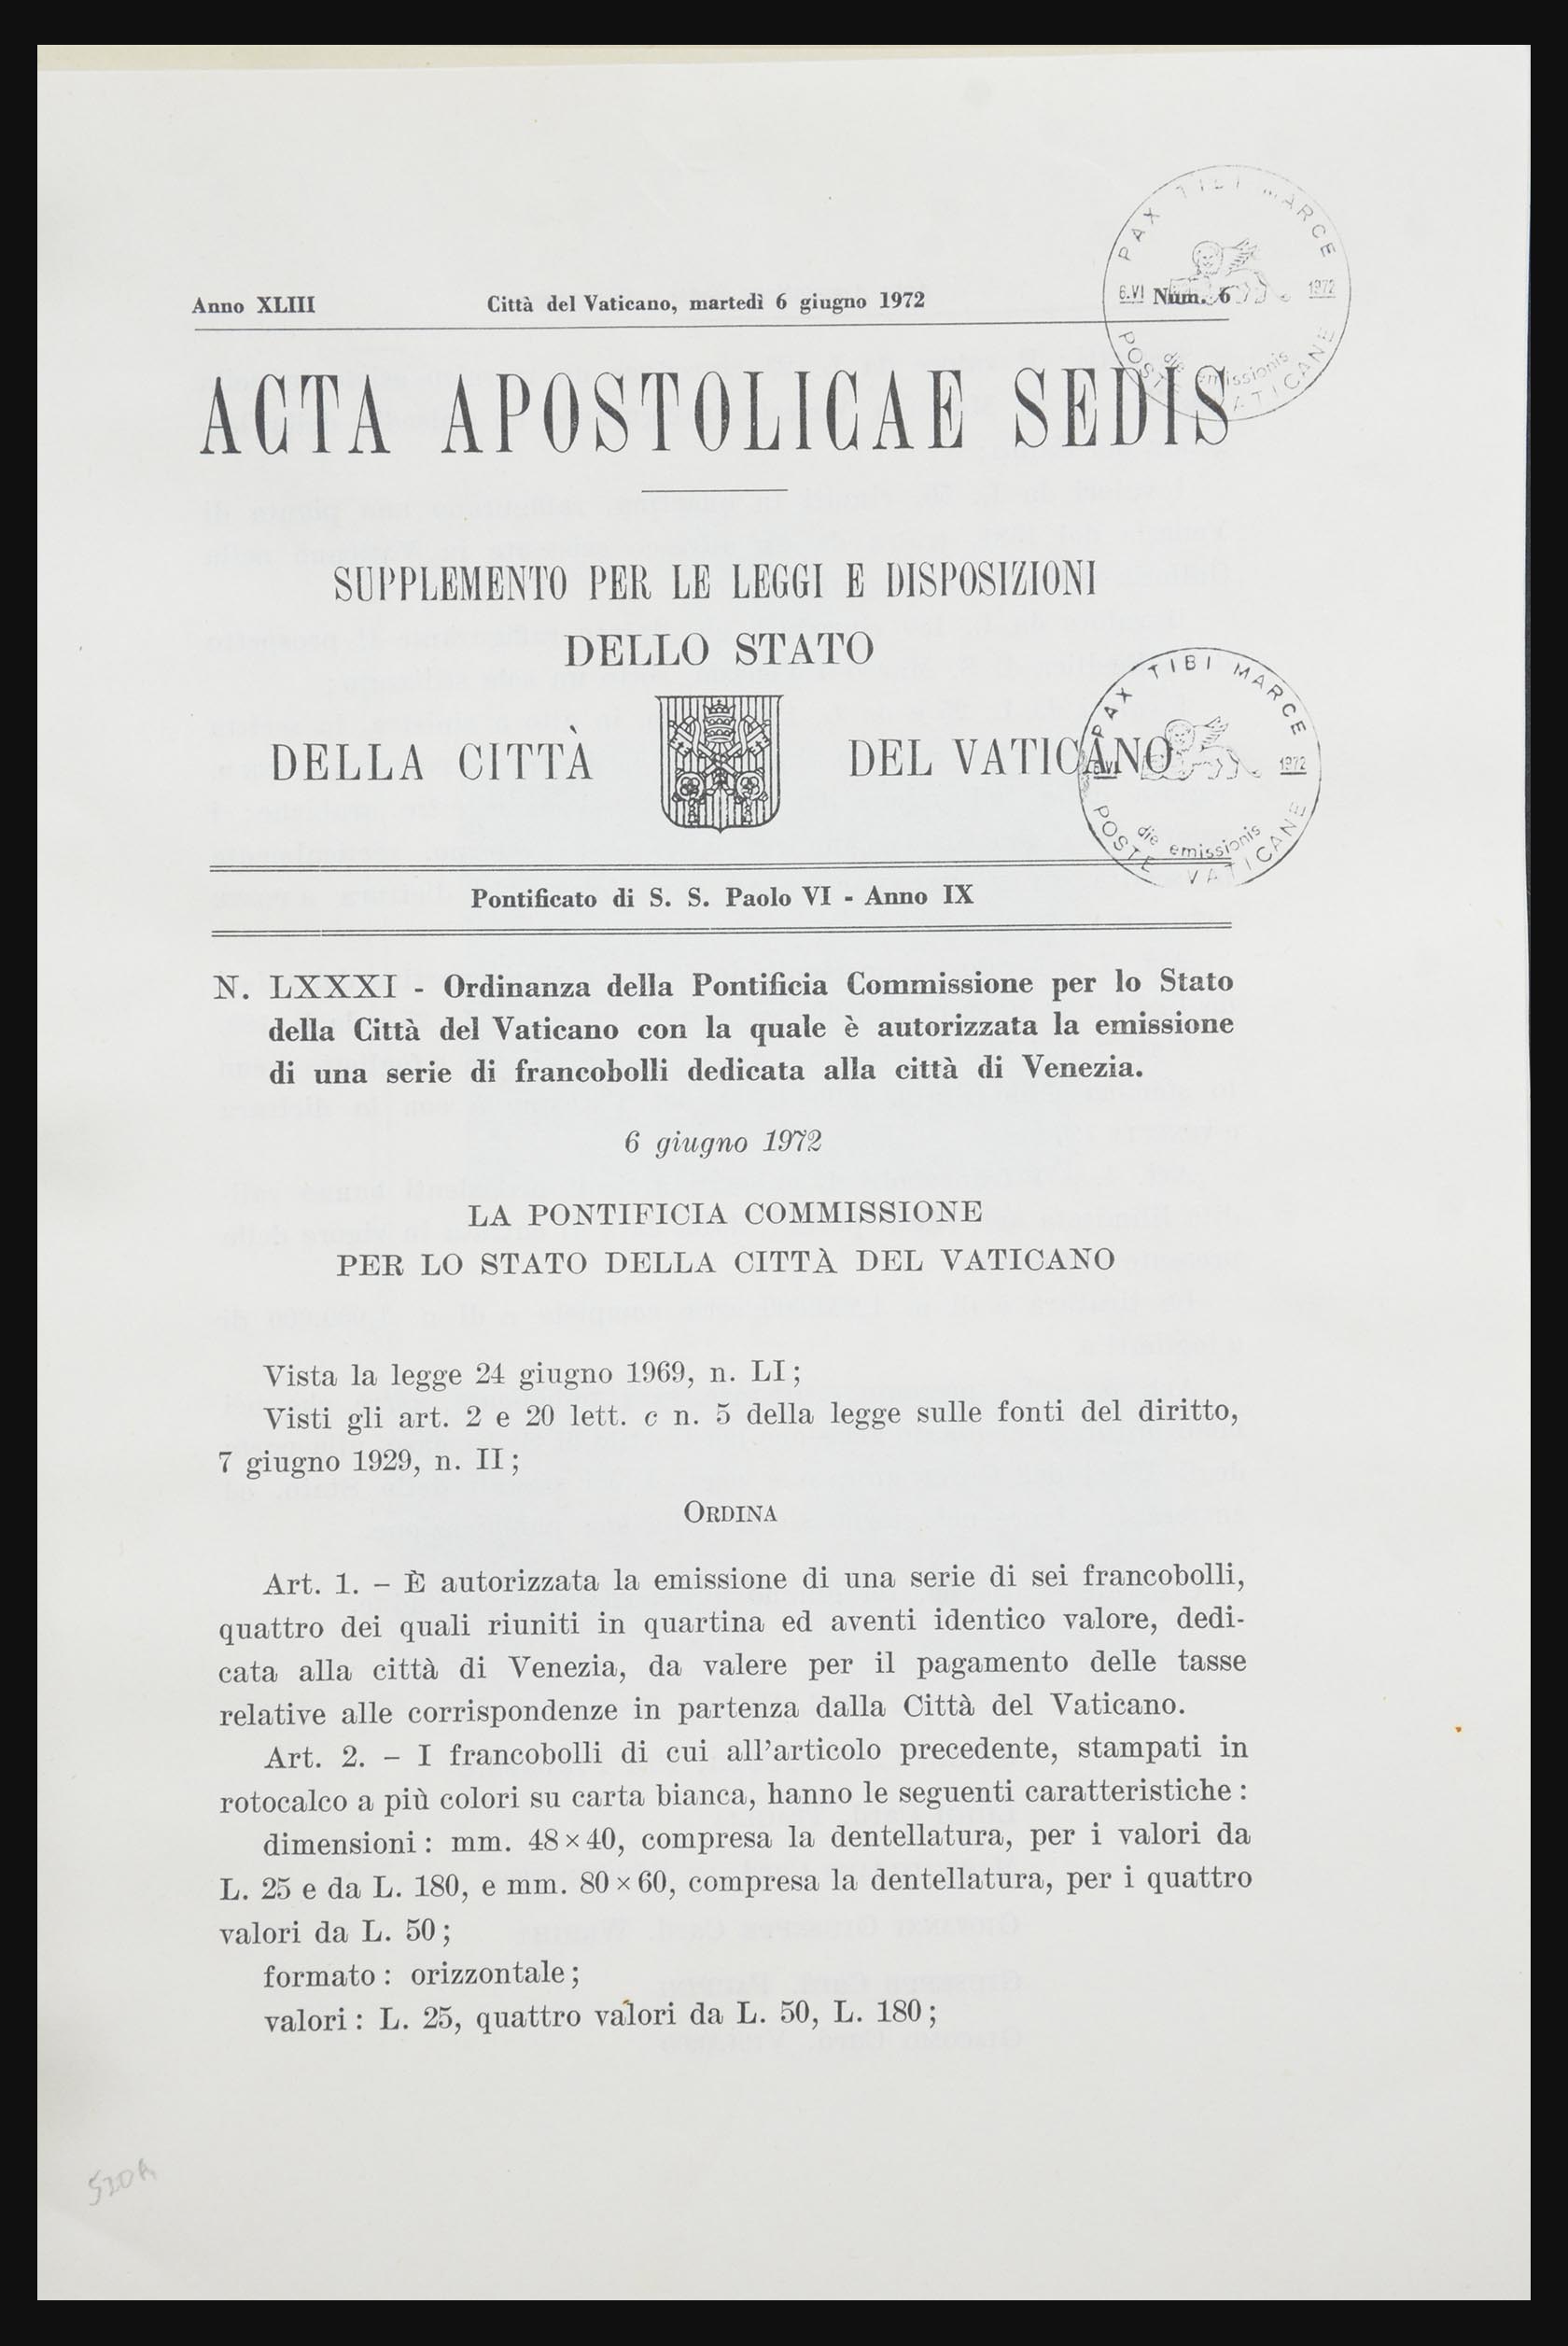 PAX TIBI MARCE
6.VI 1972
die emissionis
POSTE VATICANE
Anno XLIII Città del Vaticano, martedì 6 giugno 1972 Num. 6
ACTA APOSTOLICAE SEDIS
SUPPLEMENTO PER LE LEGGI E DISPOSIZIONI
DELLO STATO
DELLA CITTÀ DEL VATICANO
PAX TIBI MARCE
6.VI 1972
die emissionis
POSTE VATICANE
Pontificato di S. S. Paolo VI - Anno IX
N. LXXXI - Ordinanza della Pontificia Commissione per lo Stato
della Città del Vaticano con la quale è autorizzata la emissione
di una serie di francobolli dedicata alla città di Venezia.
6 giugno 1972
LA PONTIFICIA COMMISSIONE
PER LO STATO DELLA CITTÀ DEL VATICANO
Vista la legge 24 giugno 1969, n. LI;
Visti gli art. 2 e 20 lett. c n. 5 della legge sulle fonti del diritto,
7 giugno 1929, n. II;
ORDINA
Art. 1. – È autorizzata la emissione di una serie di sei francobolli,
quattro dei quali riuniti in quartina ed aventi identico valore, dedi-
cata alla città di Venezia, da valere per il pagamento delle tasse
relative alle corrispondenze in partenza dalla Città del Vaticano.
Art. 2. – I francobolli di cui all'articolo precedente, stampati in
rotocalco a più colori su carta bianca, hanno le seguenti caratteristiche:
dimensioni: mm. 48×40, compresa la dentellatura, per i valori da
L. 25 e da L. 180, e mm. 80×60, compresa la dentellatura, per i quattro
valori da L. 50;
formato: orizzontale;
valori: L. 25, quattro valori da L. 50, L. 180;